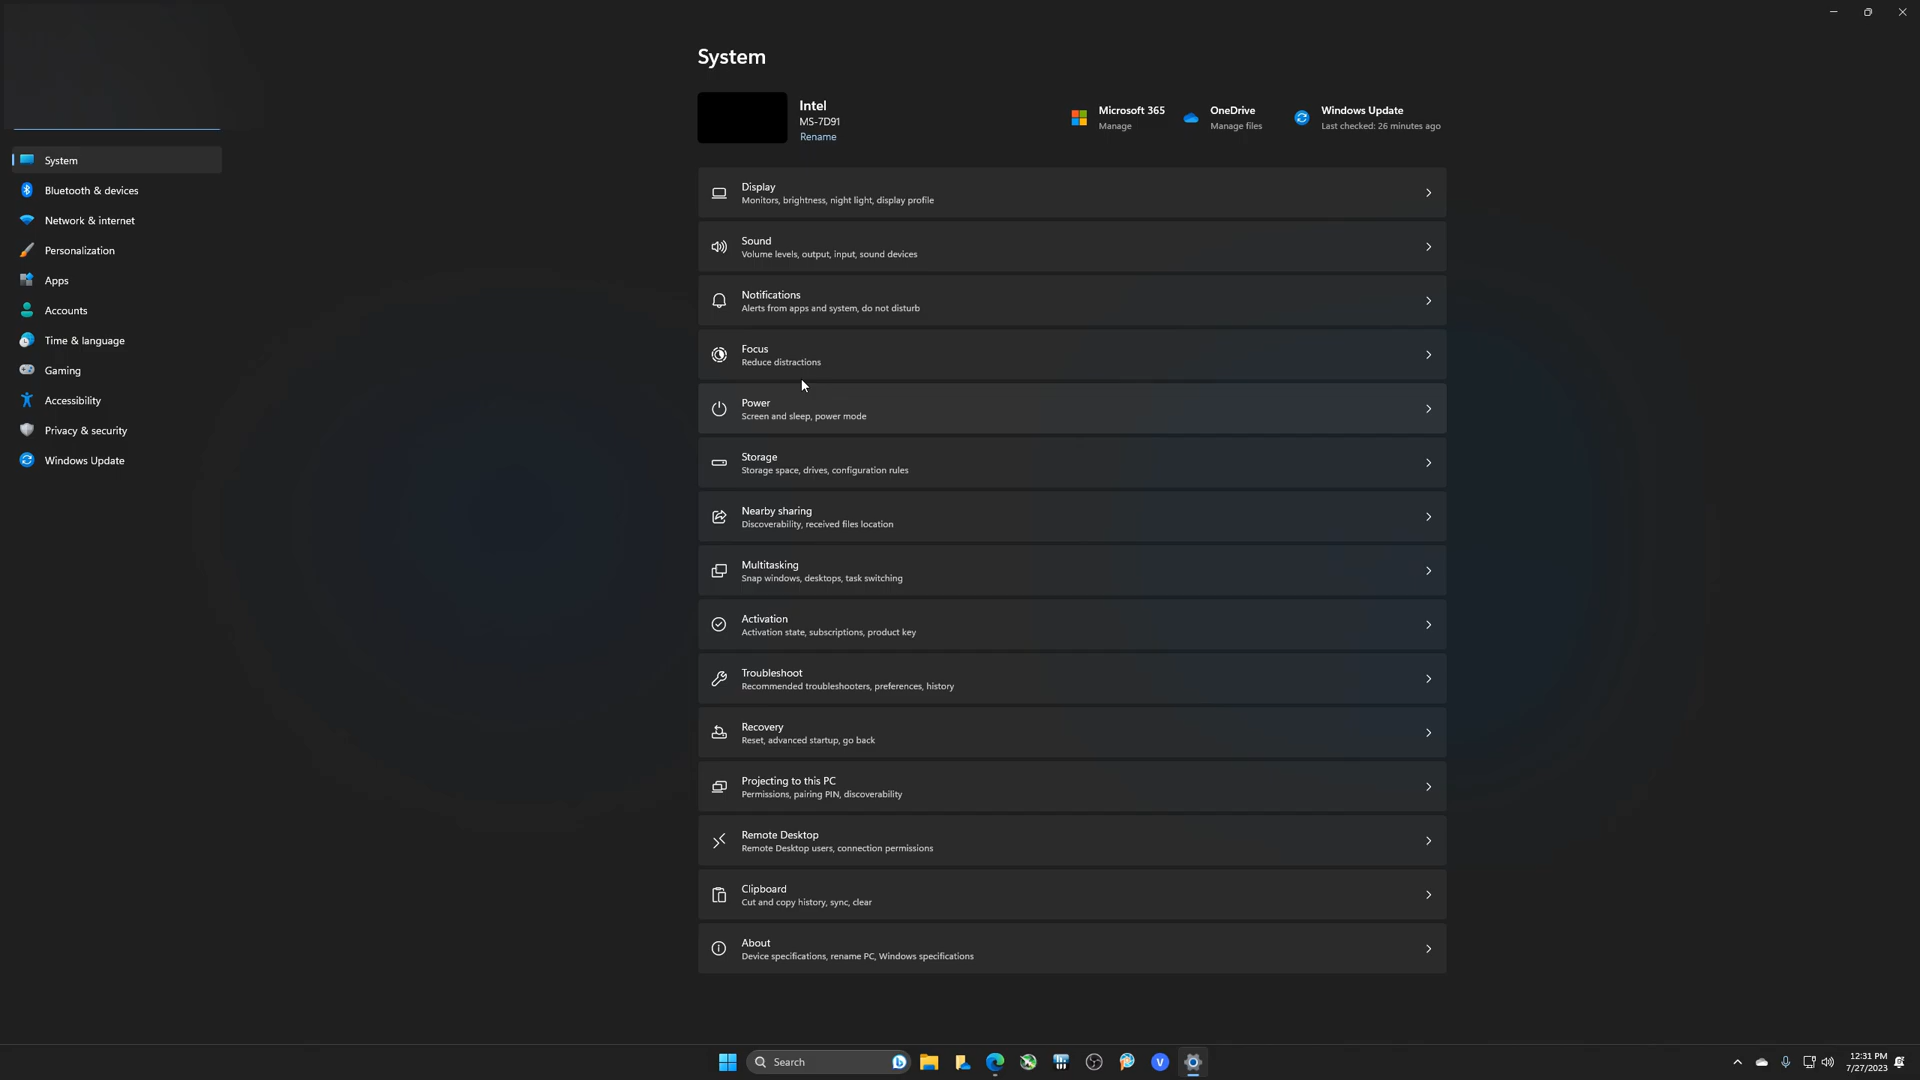 System
Intel
MS-7D91
Rename
Microsoft 365
Manage
OneDrive
Manage files
Windows Update
Last checked: 26 minutes ago
System
Bluetooth & devices
Network & internet
Personalization
Apps
Accounts
Time & language
Gaming
Accessibility
Privacy & security
Windows Update
Display
Monitors, brightness, night light, display profile
Sound
Volume levels, output, input, sound devices
Notifications
Alerts from apps and system, do not disturb
Focus
Reduce distractions
Power
Screen and sleep, power mode
Storage
Storage space, drives, configuration rules
Nearby sharing
Discoverability, received files location
Multitasking
Snap windows, desktops, task switching
Activation
Activation state, subscriptions, product key
Troubleshoot
Recommended troubleshooters, preferences, history
Recovery
Reset, advanced startup, go back
Projecting to this PC
Permissions, pairing PIN, discoverability
Remote Desktop
Remote Desktop users, connection permissions
Clipboard
Cut and copy history, sync, clear
About
Device specifications, rename PC, Windows specifications
Search
12:31 PM
7/27/2023